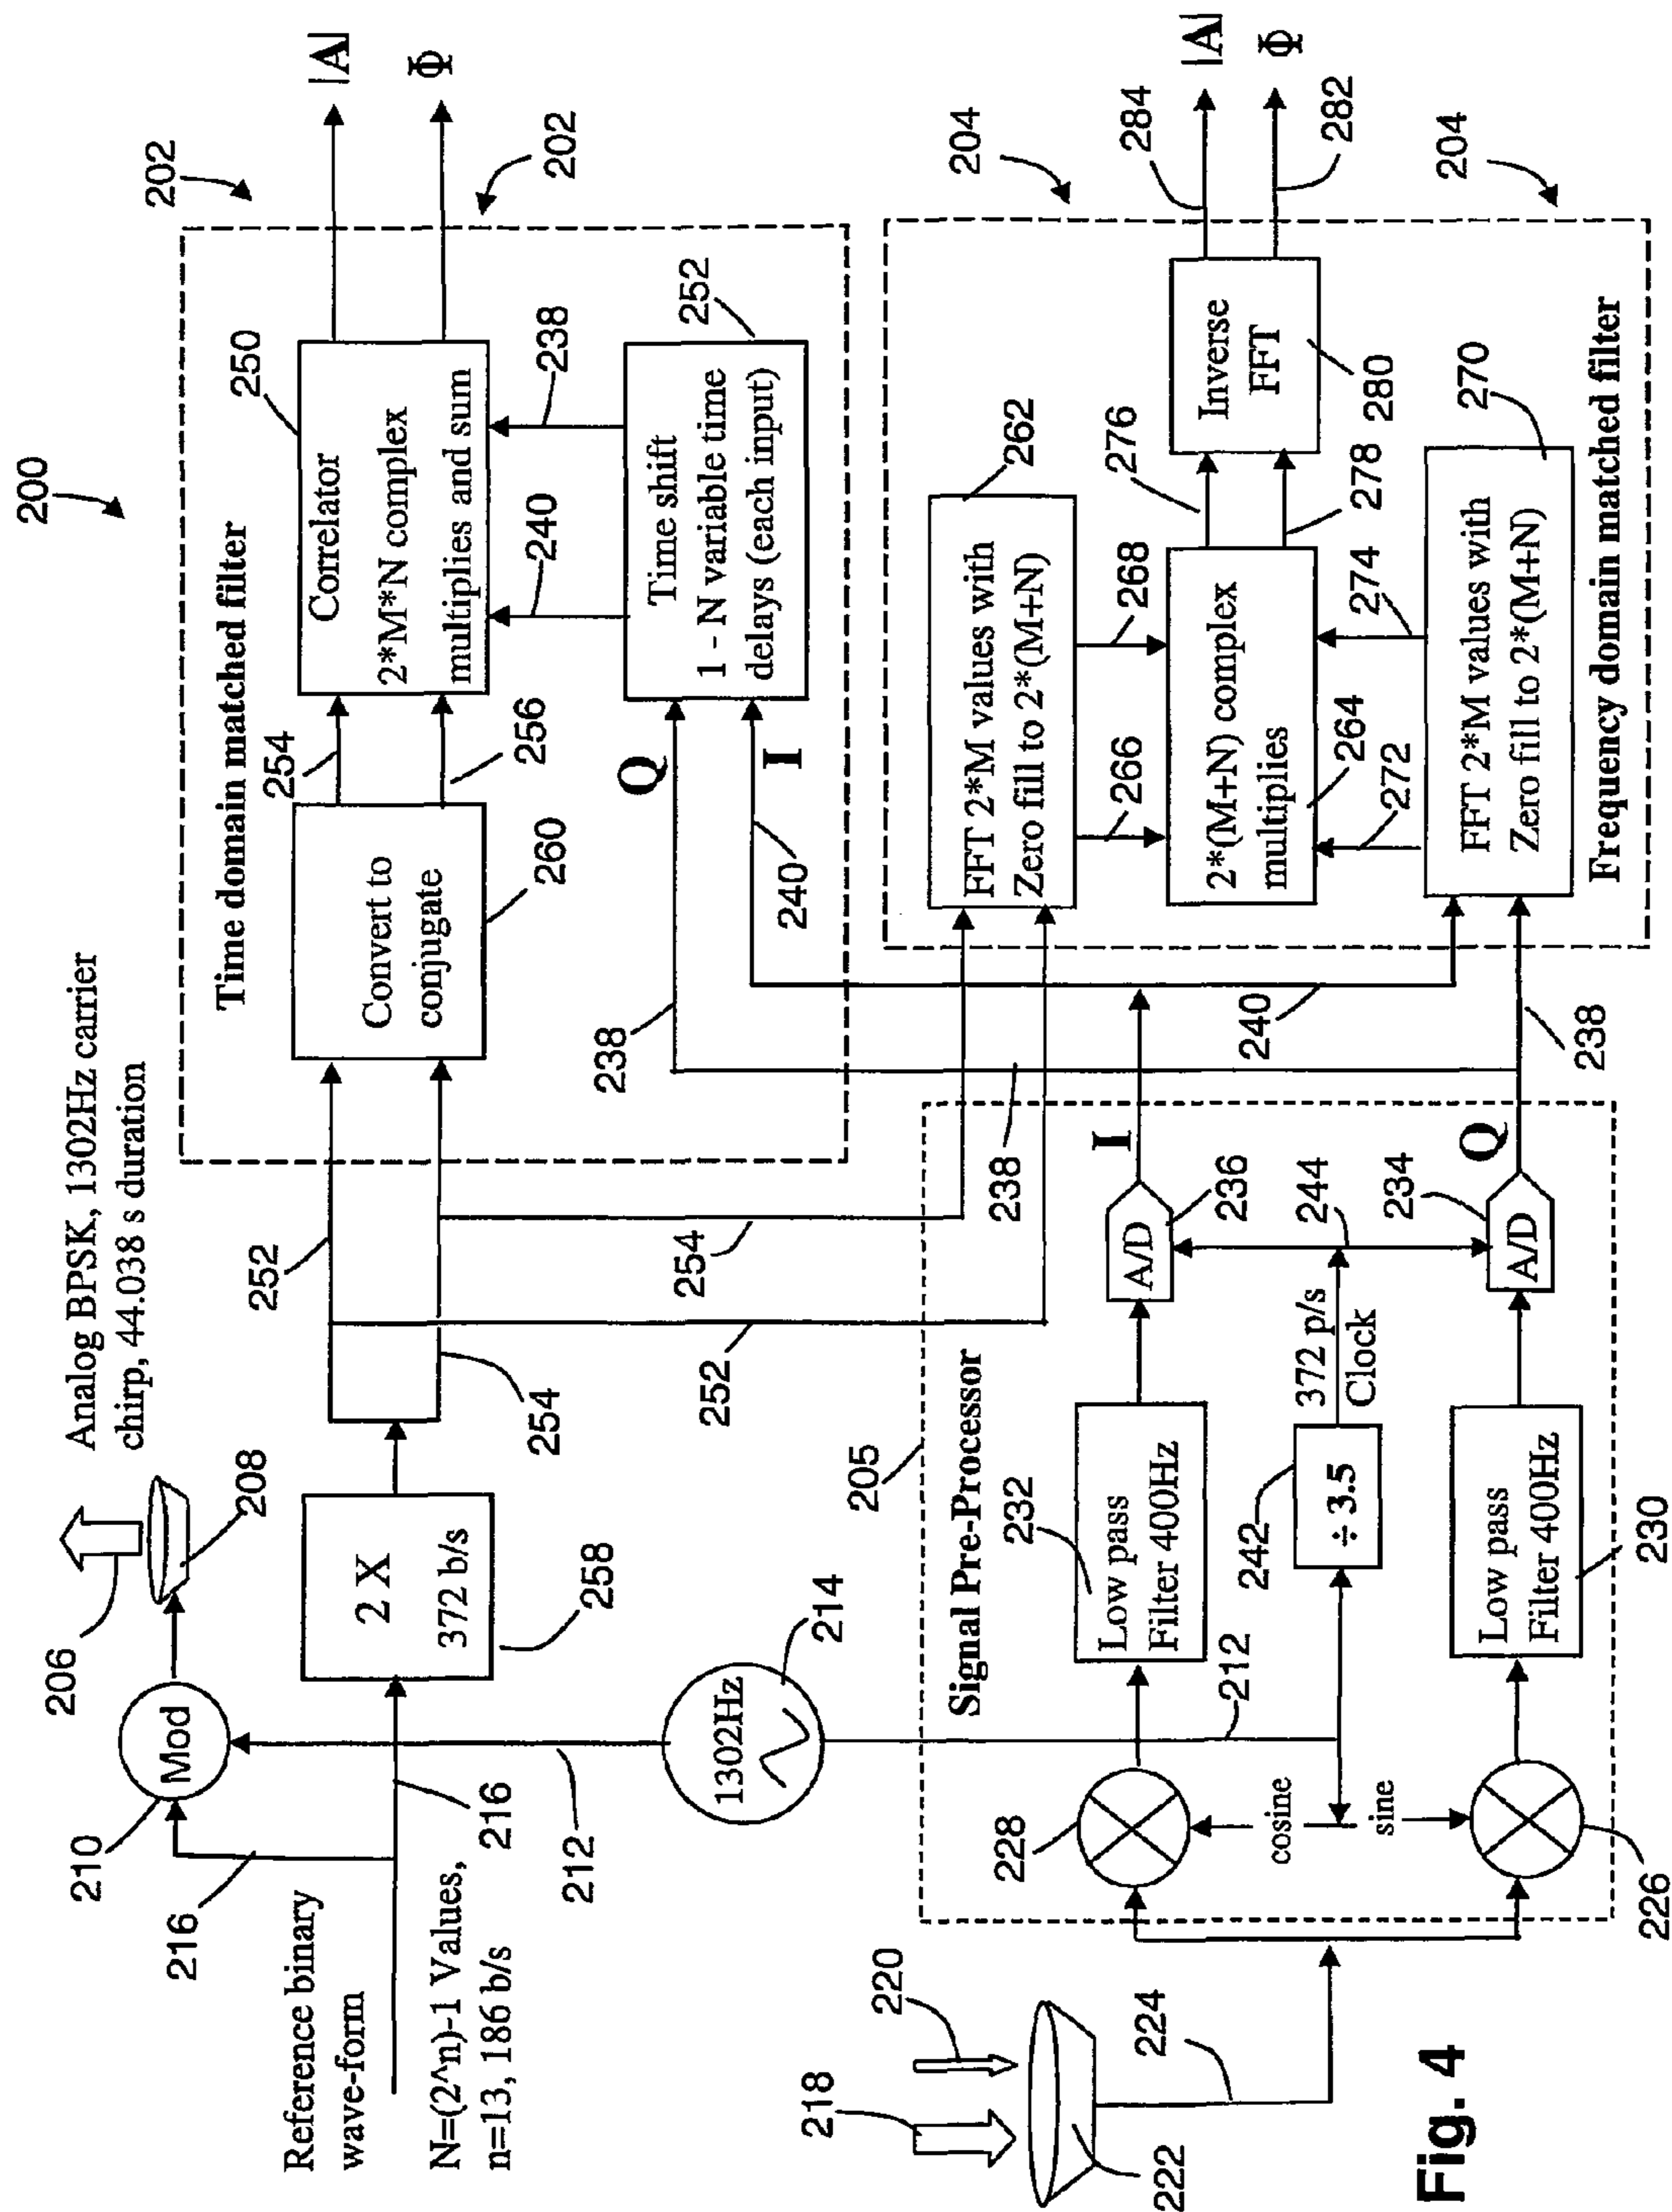 200
202
Time domain matched filter
250
Correlator
2*M*N complex
multiplies and sum
|A|
Φ
202
254
256
Convert to
conjugate
260
240
238
Time shift
1 - N variable time
delays (each input)
252
Q
I
238
240
Analog BPSK, 1302Hz carrier
chirp, 44.038 s duration
206
208
210
Mod
216
Reference binary
wave-form
N=(2^n)-1 Values,
n=13, 186 b/s
216
212
2 X
372 b/s
258
252
254
254
252
1302Hz
214
204
262
FFT 2*M values with
Zero fill to 2*(M+N)
266
268
2*(M+N) complex
multiplies
264
276
278
Inverse
FFT
280
284
|A|
282
Φ
272
274
270
FFT 2*M values with
Zero fill to 2*(M+N)
204
Frequency domain matched filter
238
240
238
205
Signal Pre-Processor
212
228
cosine
sine
226
232
Low pass
Filter 400Hz
A/D
236
I
242
÷ 3.5
372 p/s
Clock
244
Low pass
Filter 400Hz
230
A/D
234
Q
218
220
222
224
Fig. 4